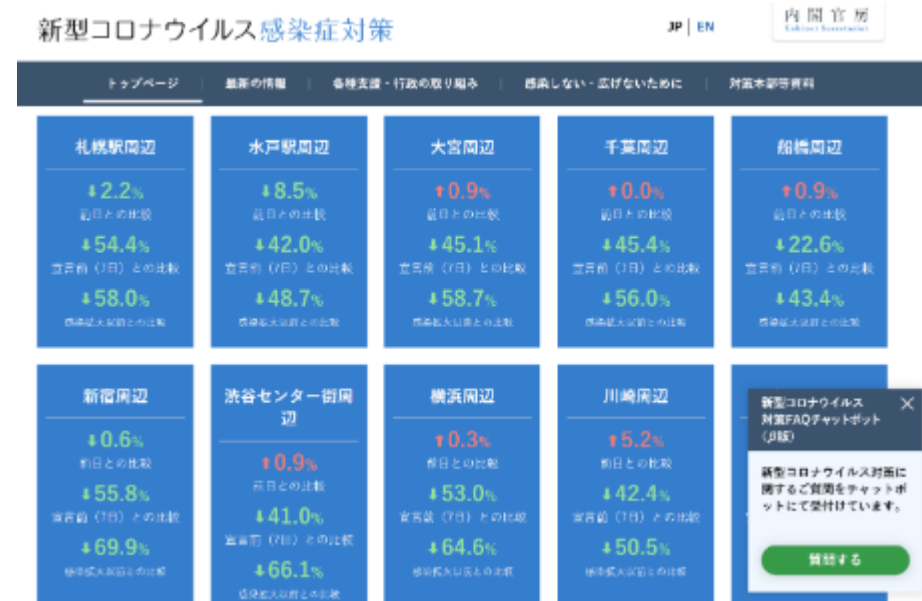 新型コロナウイルス感染症対策
JP | EN
内閣官房
Cabinet Secretariat
トップページ
最新の情報
各種支援・行政の取り組み
感染しない・広げないために
対策本部等資料
札幌駅周辺
↓2.2%
前日との比較
↓54.4%
宣言前（7日）との比較
↓58.0%
感染拡大以前との比較
水戸駅周辺
↓8.5%
前日との比較
↓42.0%
宣言前（7日）との比較
↓48.7%
感染拡大以前との比較
大宮周辺
↑0.9%
前日との比較
↓45.1%
宣言前（7日）との比較
↓58.7%
感染拡大以前との比較
千葉周辺
↑0.0%
前日との比較
↓45.4%
宣言前（7日）との比較
↓56.0%
感染拡大以前との比較
船橋周辺
↑0.9%
前日との比較
↓22.6%
宣言前（7日）との比較
↓43.4%
感染拡大以前との比較
新宿周辺
↓0.6%
前日との比較
↓55.8%
宣言前（7日）との比較
↓69.9%
感染拡大以前との比較
渋谷センター街周
辺
↑0.9%
前日との比較
↓41.0%
宣言前（7日）との比較
↓66.1%
感染拡大以前との比較
横浜周辺
↑0.3%
前日との比較
↓53.0%
宣言前（7日）との比較
↓64.6%
感染拡大以前との比較
川崎周辺
↑5.2%
前日との比較
↓42.4%
宣言前（7日）との比較
↓50.5%
感染拡大以前との比較
新型コロナウイルス
対策FAQチャットボット
（β版）
新型コロナウイルス対策に
関するご質問をチャットボ
ットにて受付けています。
質問する